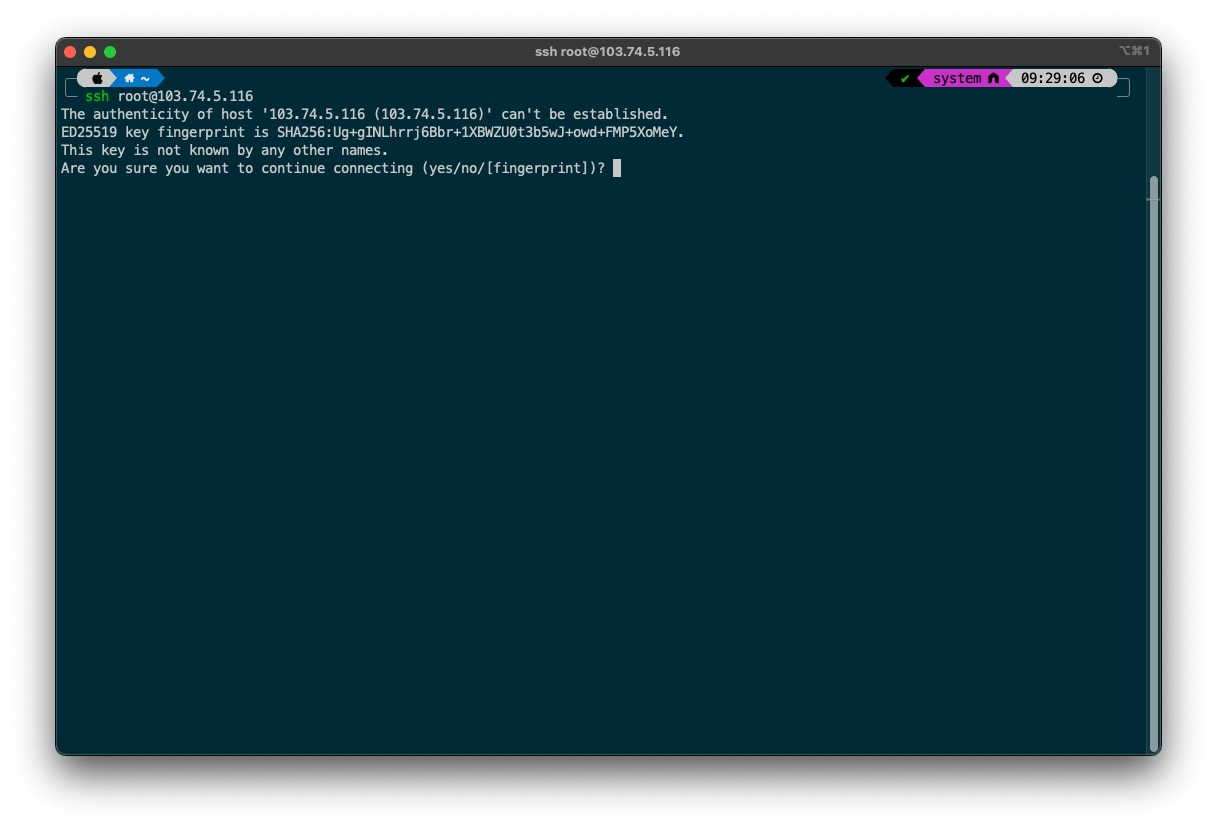 ssh root@103.74.5.116
⌥⌘1
~
✔ system 09:29:06
ssh root@103.74.5.116
The authenticity of host '103.74.5.116 (103.74.5.116)' can't be established.
ED25519 key fingerprint is SHA256:Ug+gINLhrrj6Bbr+1XBWZU0t3b5wJ+owd+FMP5XoMeY.
This key is not known by any other names.
Are you sure you want to continue connecting (yes/no/[fingerprint])?